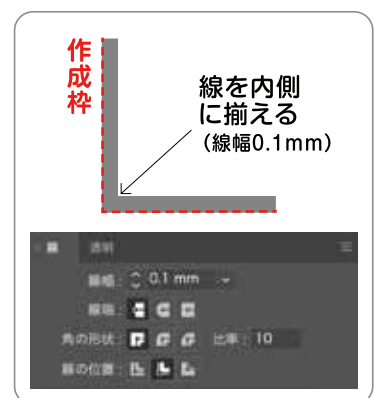 作成枠
線を内側
に揃える
（線幅0.1mm）
線 透明
線幅： 0.1 mm
線端：
角の形状： 比率： 10
線の位置：